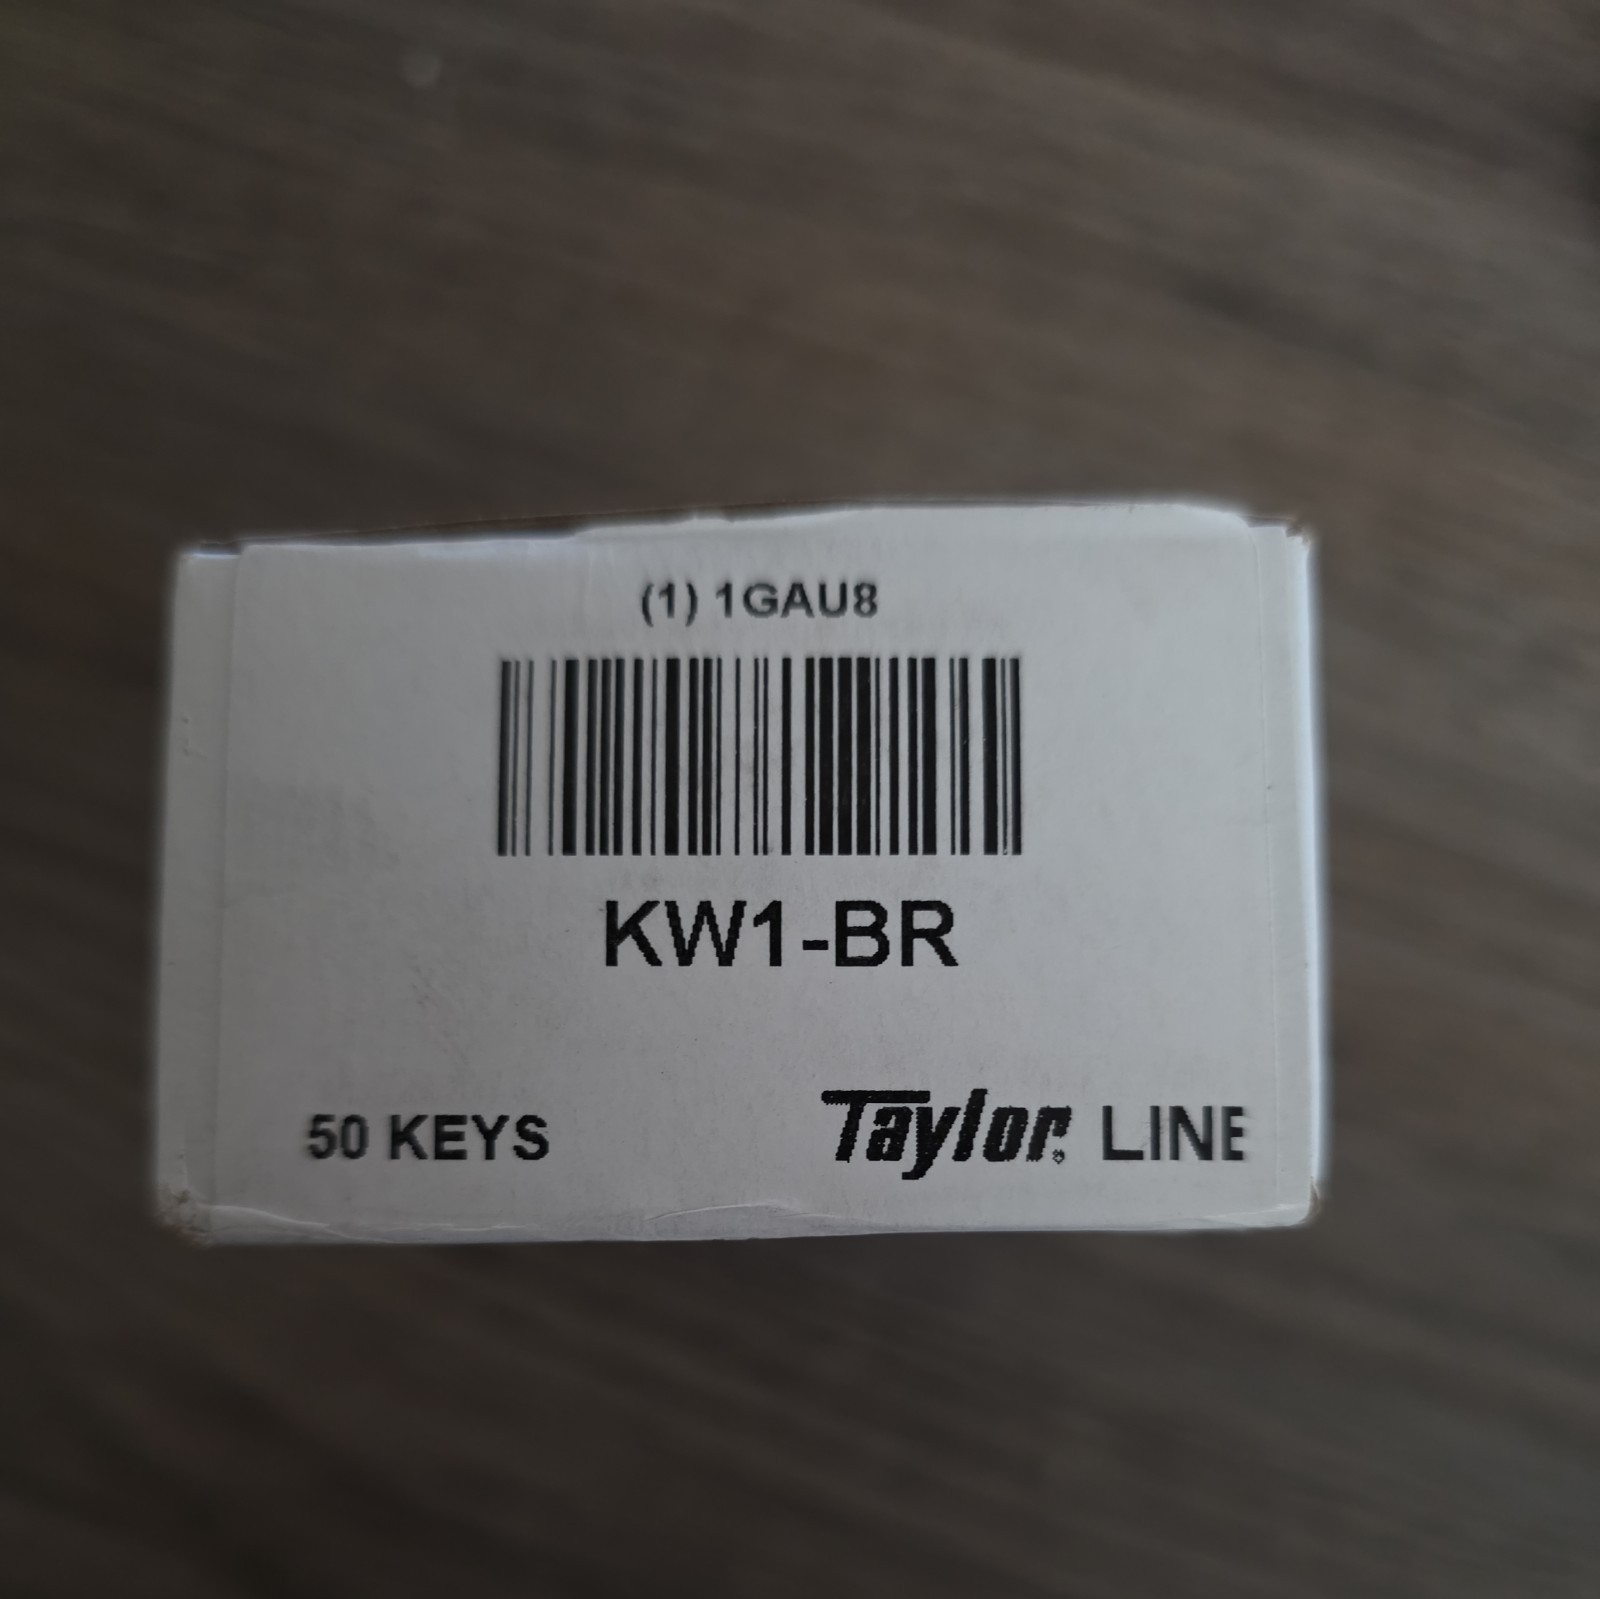 (1) 1GAU8
KW1-BR
50 KEYS Taylor® LINE